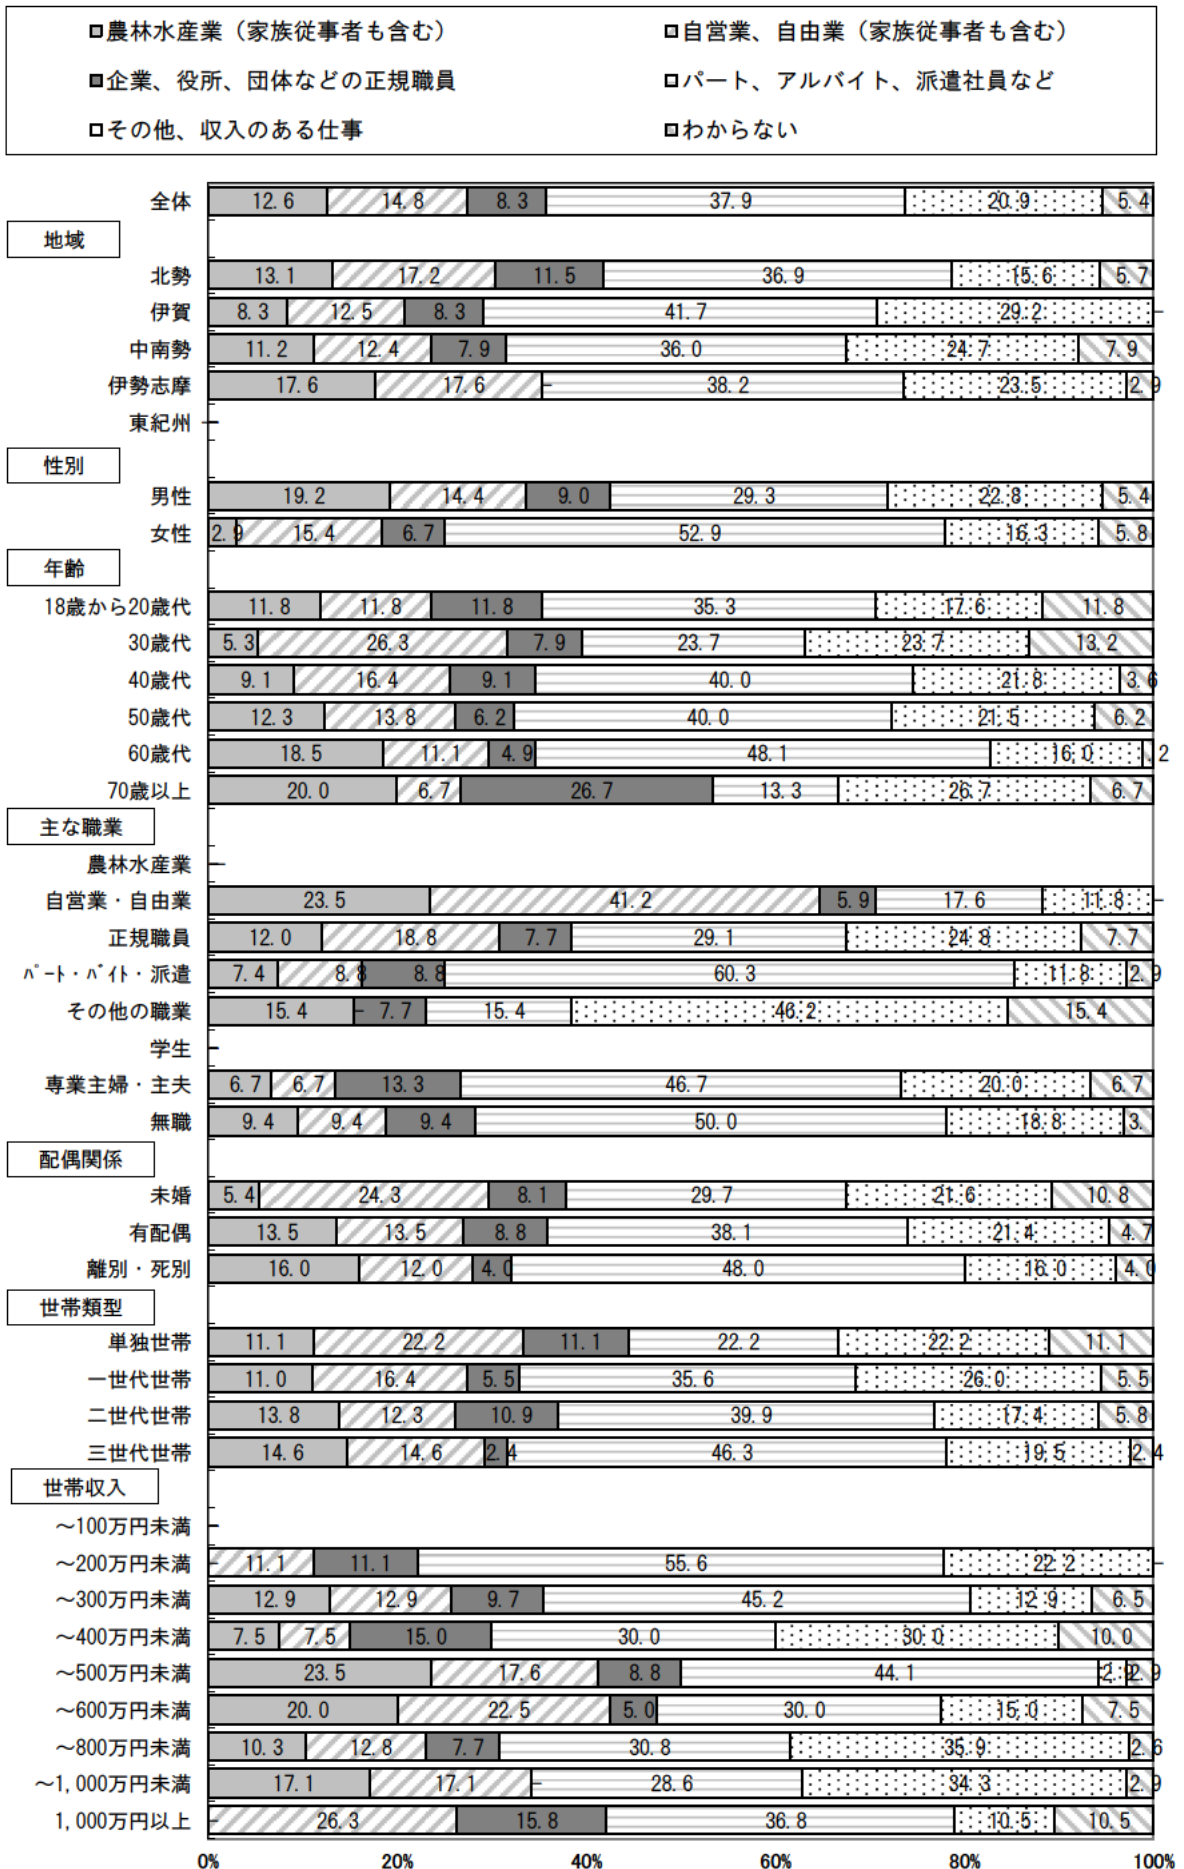 農林水産業（家族従事者も含む） 自営業、自由業（家族従事者も含む）
企業、役所、団体などの正規職員 パート、アルバイト、派遣社員など
その他、収入のある仕事 わからない
全体 12.6 14.8 8.3 37.9 20.9 5.4
地域
北勢 13.1 17.2 11.5 36.9 15.6 5.7
伊賀 8.3 12.5 8.3 41.7 29.2 -
中南勢 11.2 12.4 7.9 36.0 24.7 7.9
伊勢志摩 17.6 17.6 - 38.2 23.5 2.9
東紀州 -
性別
男性 19.2 14.4 9.0 29.3 22.8 5.4
女性 2.9 15.4 6.7 52.9 16.3 5.8
年齢
18歳から20歳代 11.8 11.8 11.8 35.3 17.6 11.8
30歳代 5.3 26.3 7.9 23.7 23.7 13.2
40歳代 9.1 16.4 9.1 40.0 21.8 3.6
50歳代 12.3 13.8 6.2 40.0 21.5 6.2
60歳代 18.5 11.1 4.9 48.1 16.0 .2
70歳以上 20.0 6.7 26.7 13.3 26.7 6.7
主な職業
農林水産業 -
自営業・自由業 23.5 41.2 5.9 17.6 11.8 -
正規職員 12.0 18.8 7.7 29.1 24.8 7.7
ﾊﾟｰﾄ・ﾊﾞｲﾄ・派遣 7.4 8.8 8.8 60.3 11.8 2.9
その他の職業 15.4 - 7.7 15.4 46.2 15.4
学生 -
専業主婦・主夫 6.7 6.7 13.3 46.7 20.0 6.7
無職 9.4 9.4 9.4 50.0 18.8 3.
配偶関係
未婚 5.4 24.3 8.1 29.7 21.6 10.8
有配偶 13.5 13.5 8.8 38.1 21.4 4.7
離別・死別 16.0 12.0 4.0 48.0 16.0 4.0
世帯類型
単独世帯 11.1 22.2 11.1 22.2 22.2 11.1
一世代世帯 11.0 16.4 5.5 35.6 26.0 5.5
二世代世帯 13.8 12.3 10.9 39.9 17.4 5.8
三世代世帯 14.6 14.6 2.4 46.3 19.5 2.4
世帯収入
～100万円未満 -
～200万円未満 - 11.1 11.1 55.6 22.2 -
～300万円未満 12.9 12.9 9.7 45.2 12.9 6.5
～400万円未満 7.5 7.5 15.0 30.0 30.0 10.0
～500万円未満 23.5 17.6 8.8 44.1 2.9 2.9
～600万円未満 20.0 22.5 5.0 30.0 15.0 7.5
～800万円未満 10.3 12.8 7.7 30.8 35.9 2.6
～1,000万円未満 17.1 17.1 - 28.6 34.3 2.9
1,000万円以上 - 26.3 15.8 36.8 10.5 10.5
0% 20% 40% 60% 80% 100%